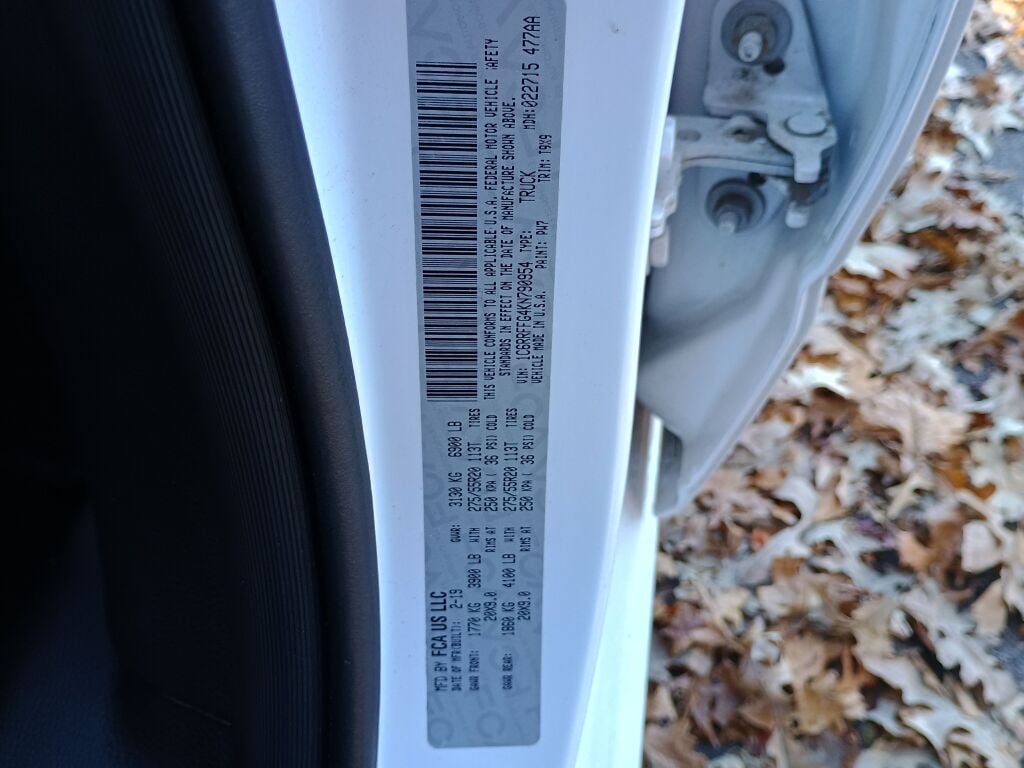 MFD BY FCA US LLC
DATE OF MFR(BUILT): 2-19 GVWR: 3130 KG 6900 LB
GAWR FRONT: 1770 KG 3900 LB WITH 275/55R20 113T TIRES
20X9.0 RIMS AT 250 KPA ( 36 PSI) COLD
GAWR REAR: 1860 KG 4100 LB WITH 275/55R20 113T TIRES
20X9.0 RIMS AT 250 KPA ( 36 PSI) COLD
THIS VEHICLE CONFORMS TO ALL APPLICABLE U.S.A. FEDERAL MOTOR VEHICLE SAFETY
STANDARDS IN EFFECT ON THE DATE OF MANUFACTURE SHOWN ABOVE.
VIN: 1C6RREFG4KN790954 TYPE: TRUCK MDH:022715 477AA
VEHICLE MADE IN U.S.A. PAINT: PW7 TRIM: T9X9